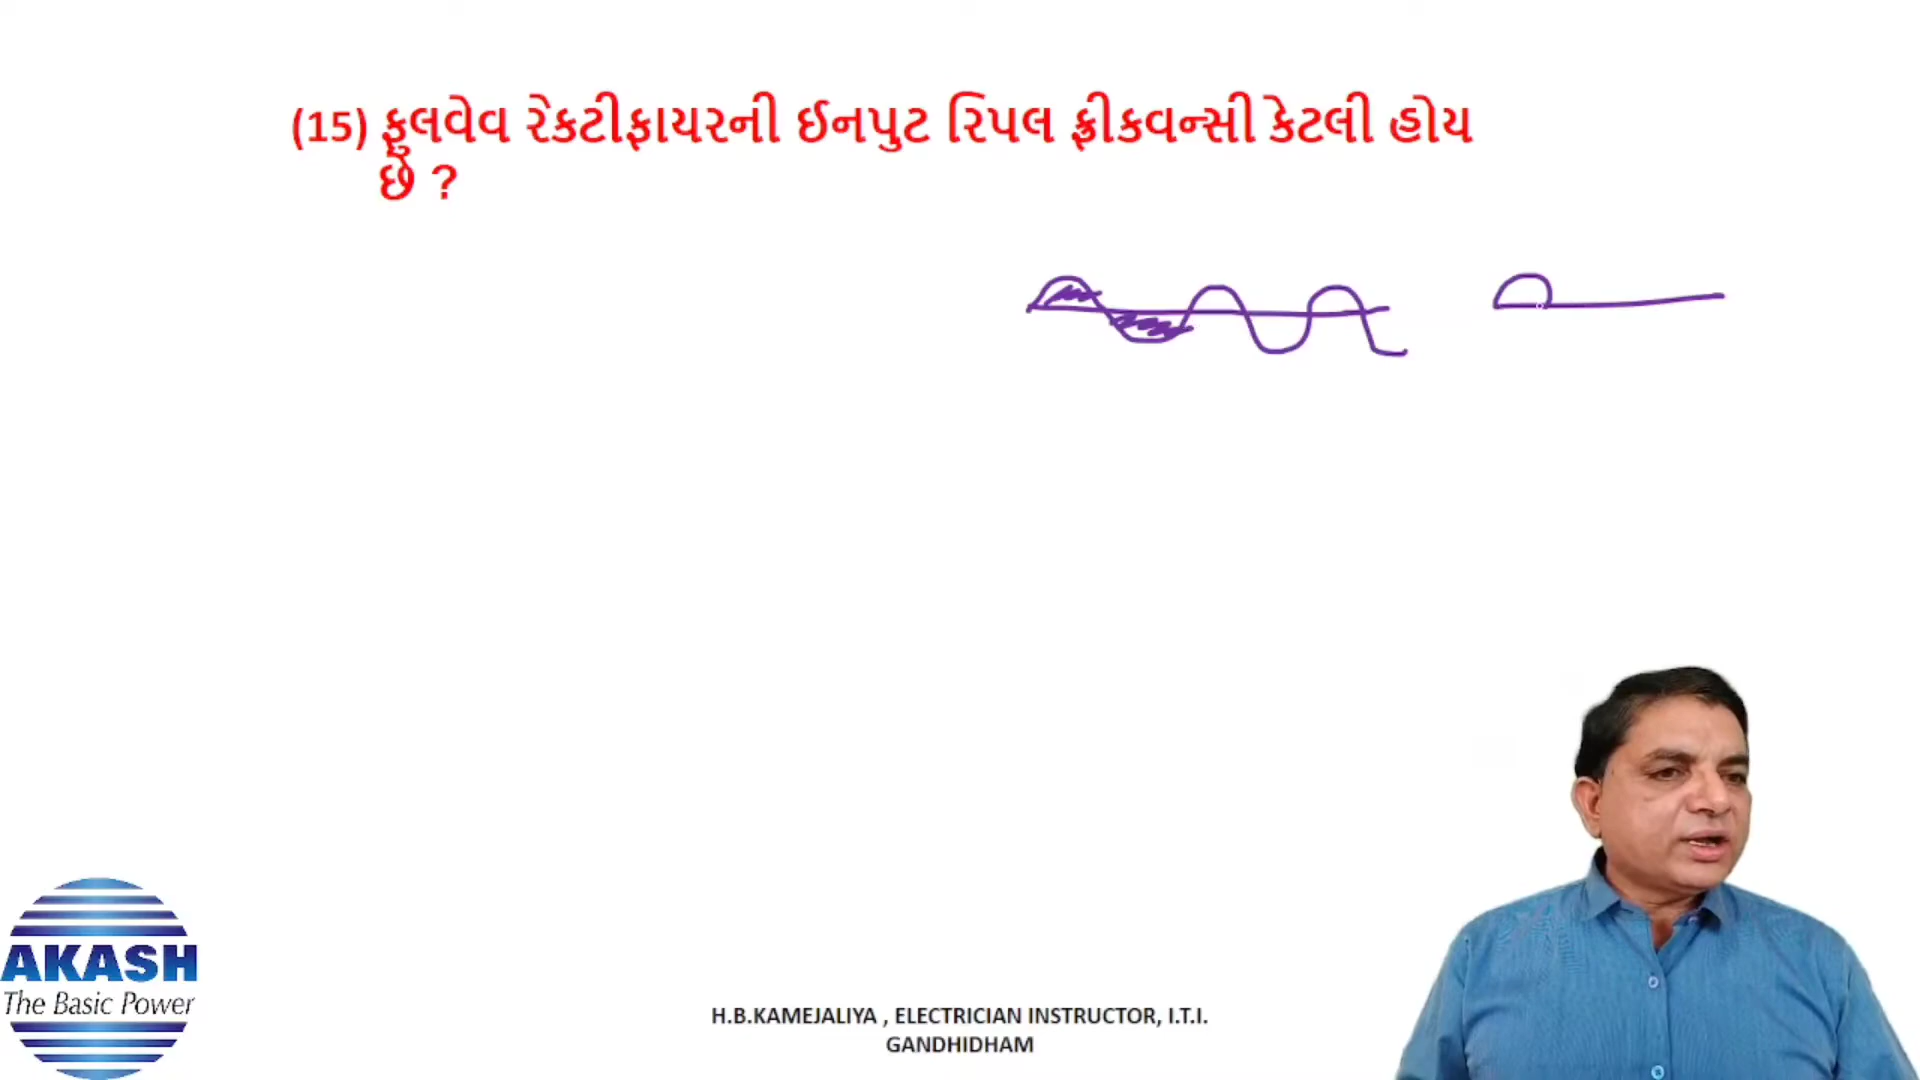 (15) ફુલવેવ રેકટીફાયરની ઈનપુટ રિપલ ફ્રીકવન્સી કેટલી હોય
છે ?
AKASH
The Basic Power
H.B.KAMEJALIYA , ELECTRICIAN INSTRUCTOR, I.T.I.
GANDHIDHAM